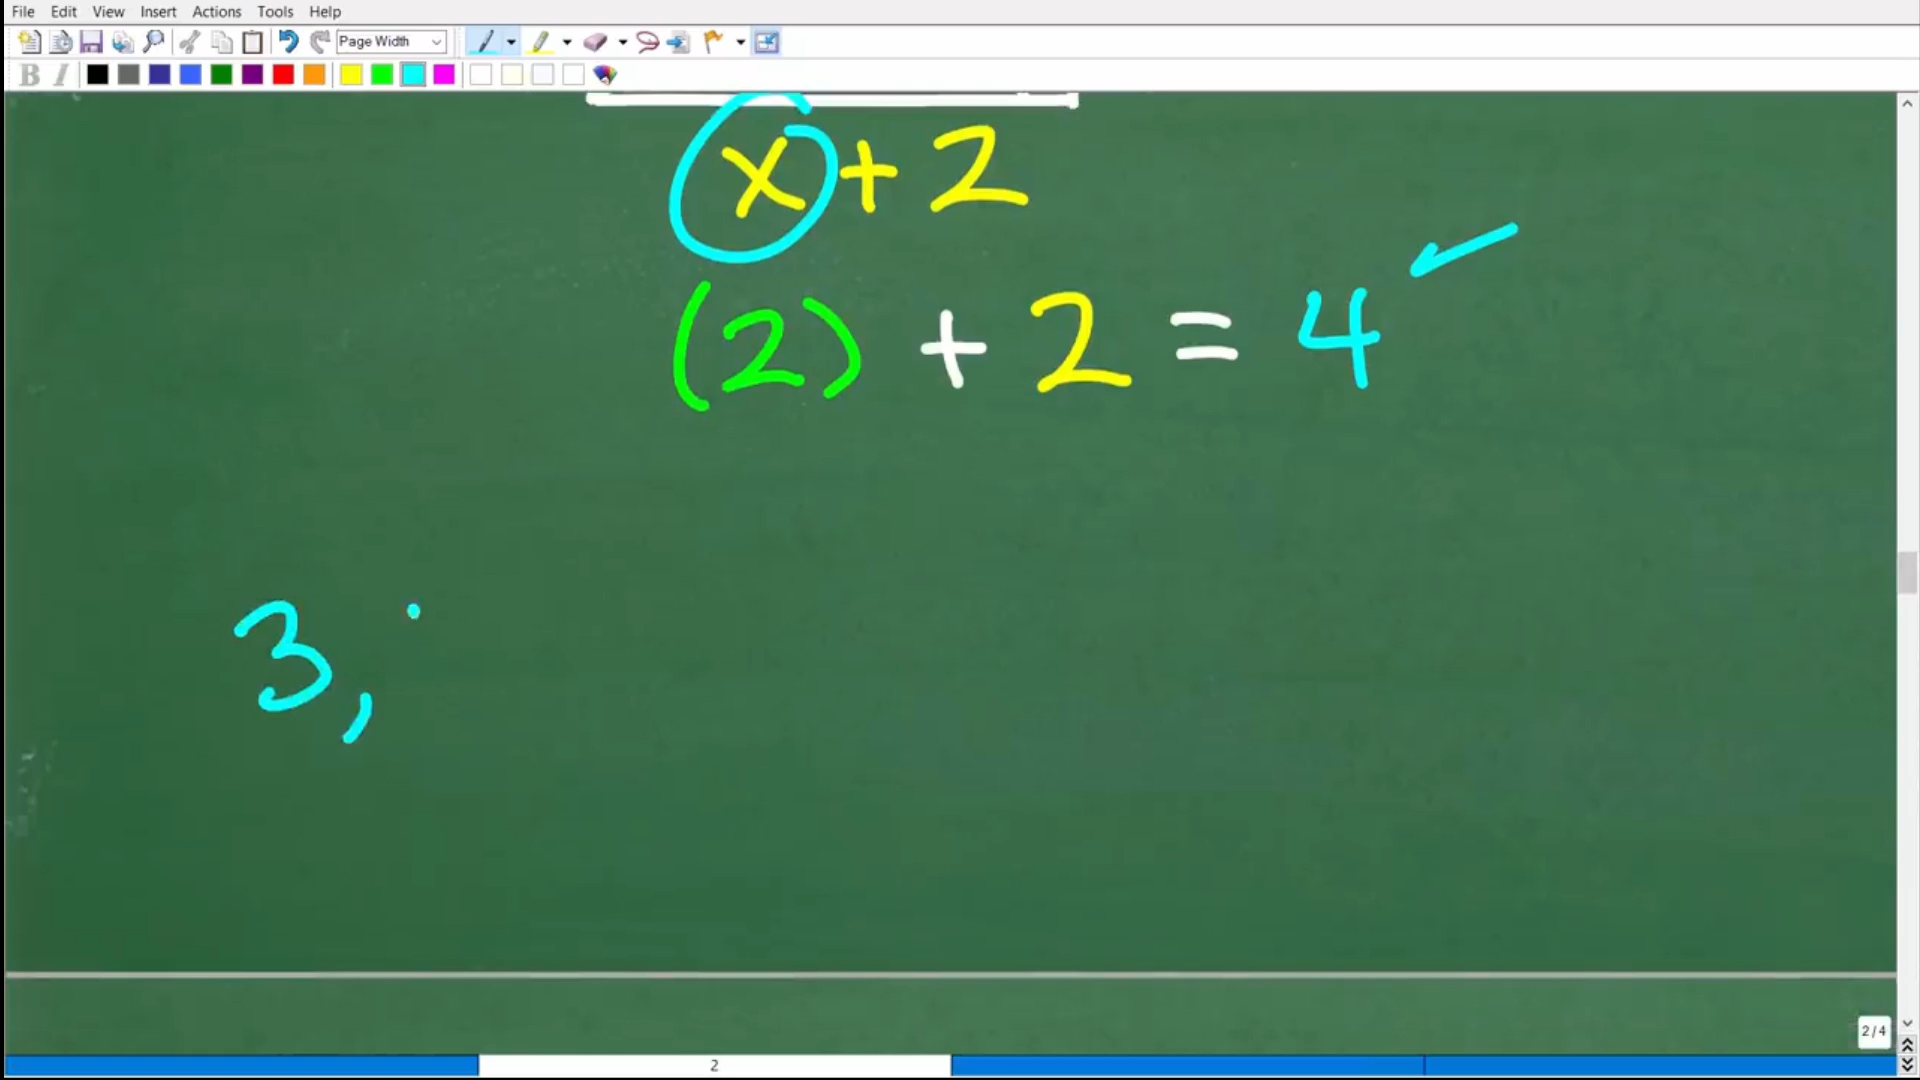 File Edit View Insert Actions Tools Help
Page Width
B I
x + 2
(2) + 2 = 4
3,
2/4
2